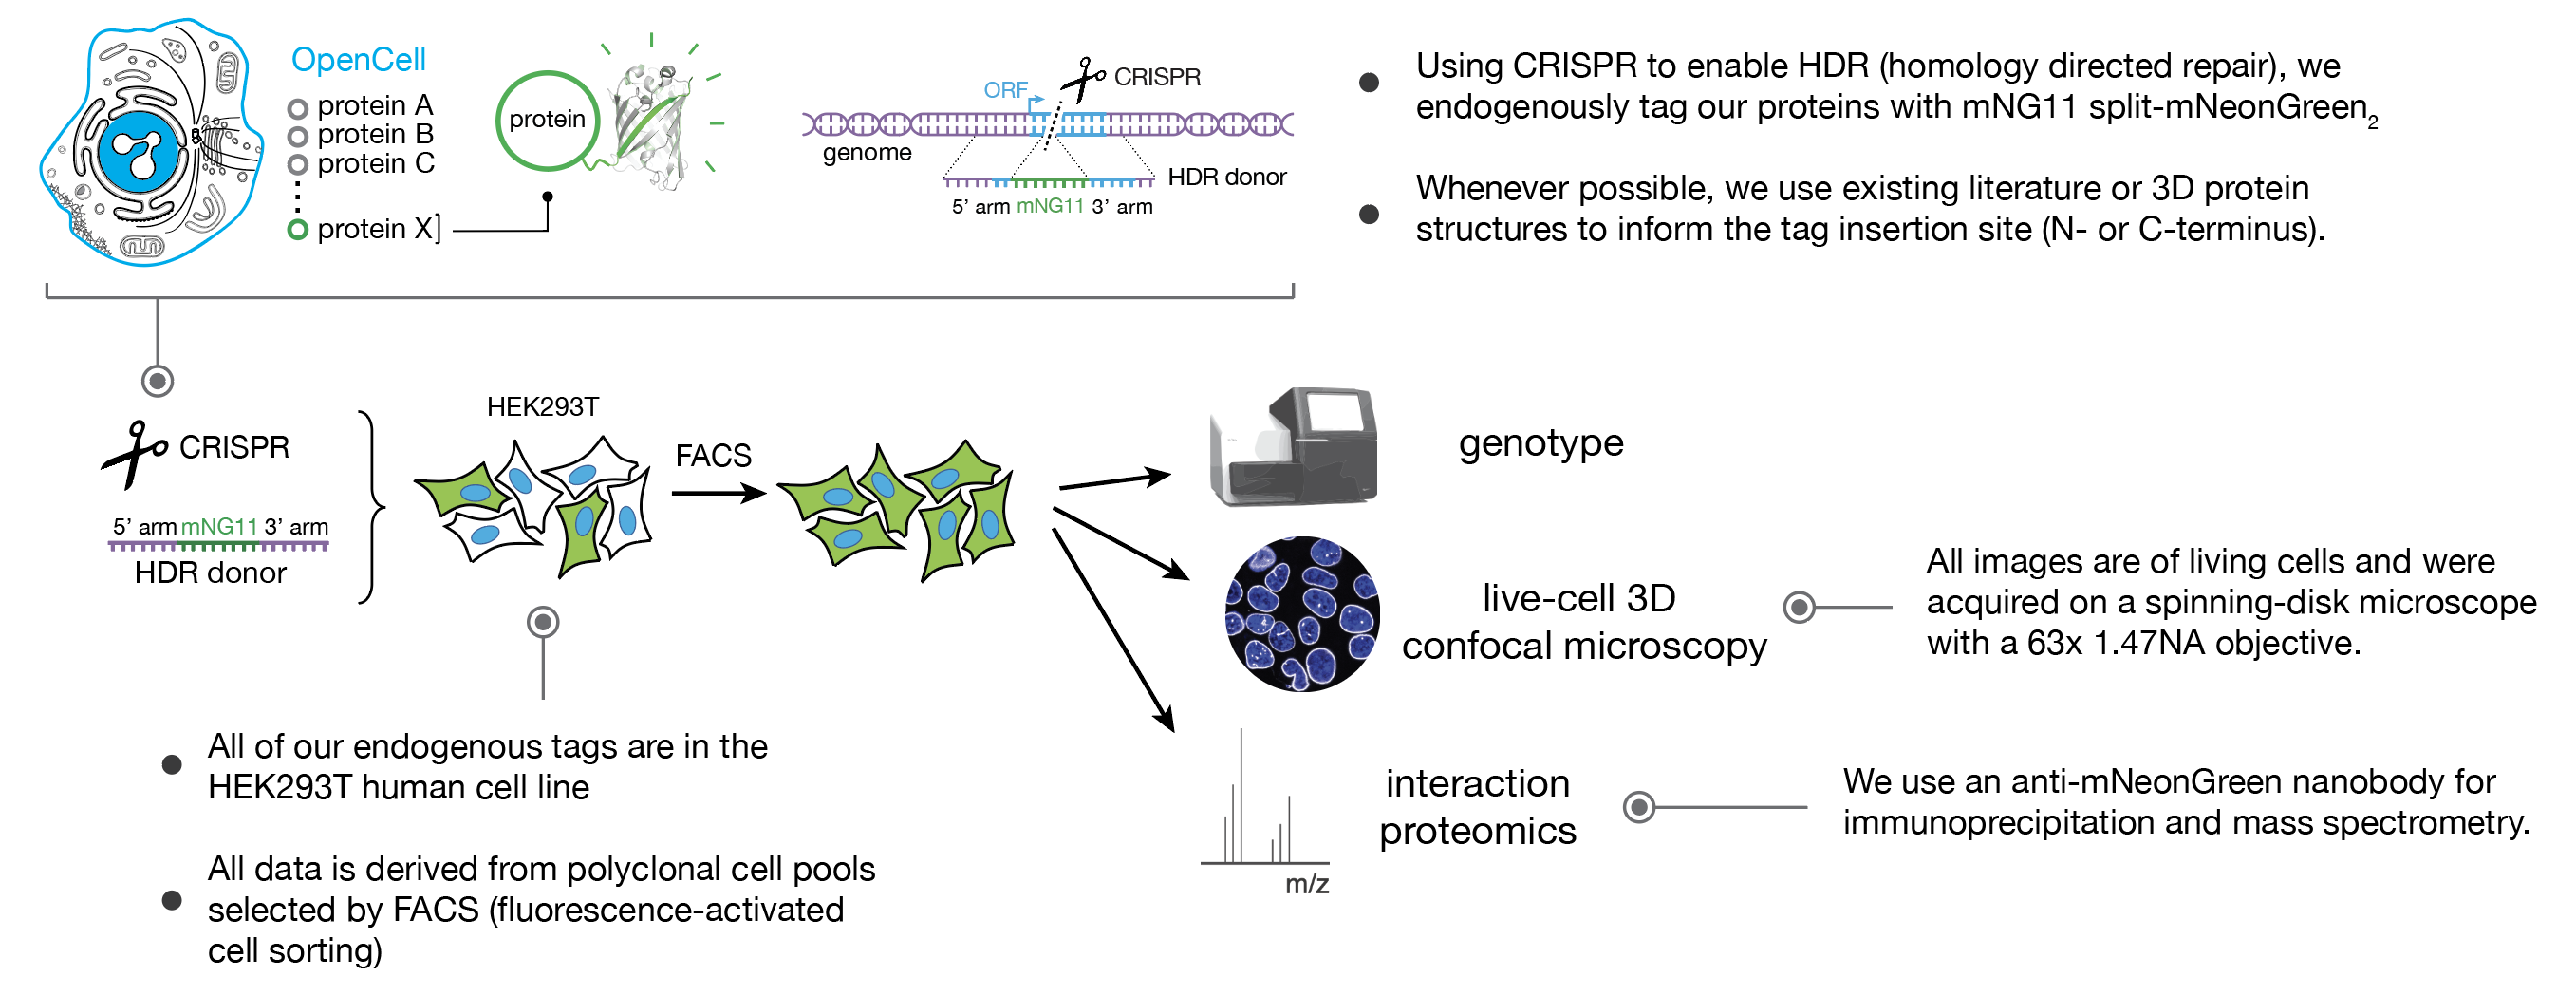 OpenCell
protein A
protein B
protein C
protein X]
protein
ORF
CRISPR
genome
HDR donor
5’ arm mNG11 3’ arm
Using CRISPR to enable HDR (homology directed repair), we
endogenously tag our proteins with mNG11 split-mNeonGreen2
Whenever possible, we use existing literature or 3D protein
structures to inform the tag insertion site (N- or C-terminus).
CRISPR
5’ arm mNG11 3’ arm
HDR donor
HEK293T
FACS
genotype
live-cell 3D
confocal microscopy
All images are of living cells and were
acquired on a spinning-disk microscope
with a 63x 1.47NA objective.
interaction
proteomics
m/z
We use an anti-mNeonGreen nanobody for
immunoprecipitation and mass spectrometry.
All of our endogenous tags are in the
HEK293T human cell line
All data is derived from polyclonal cell pools
selected by FACS (fluorescence-activated
cell sorting)